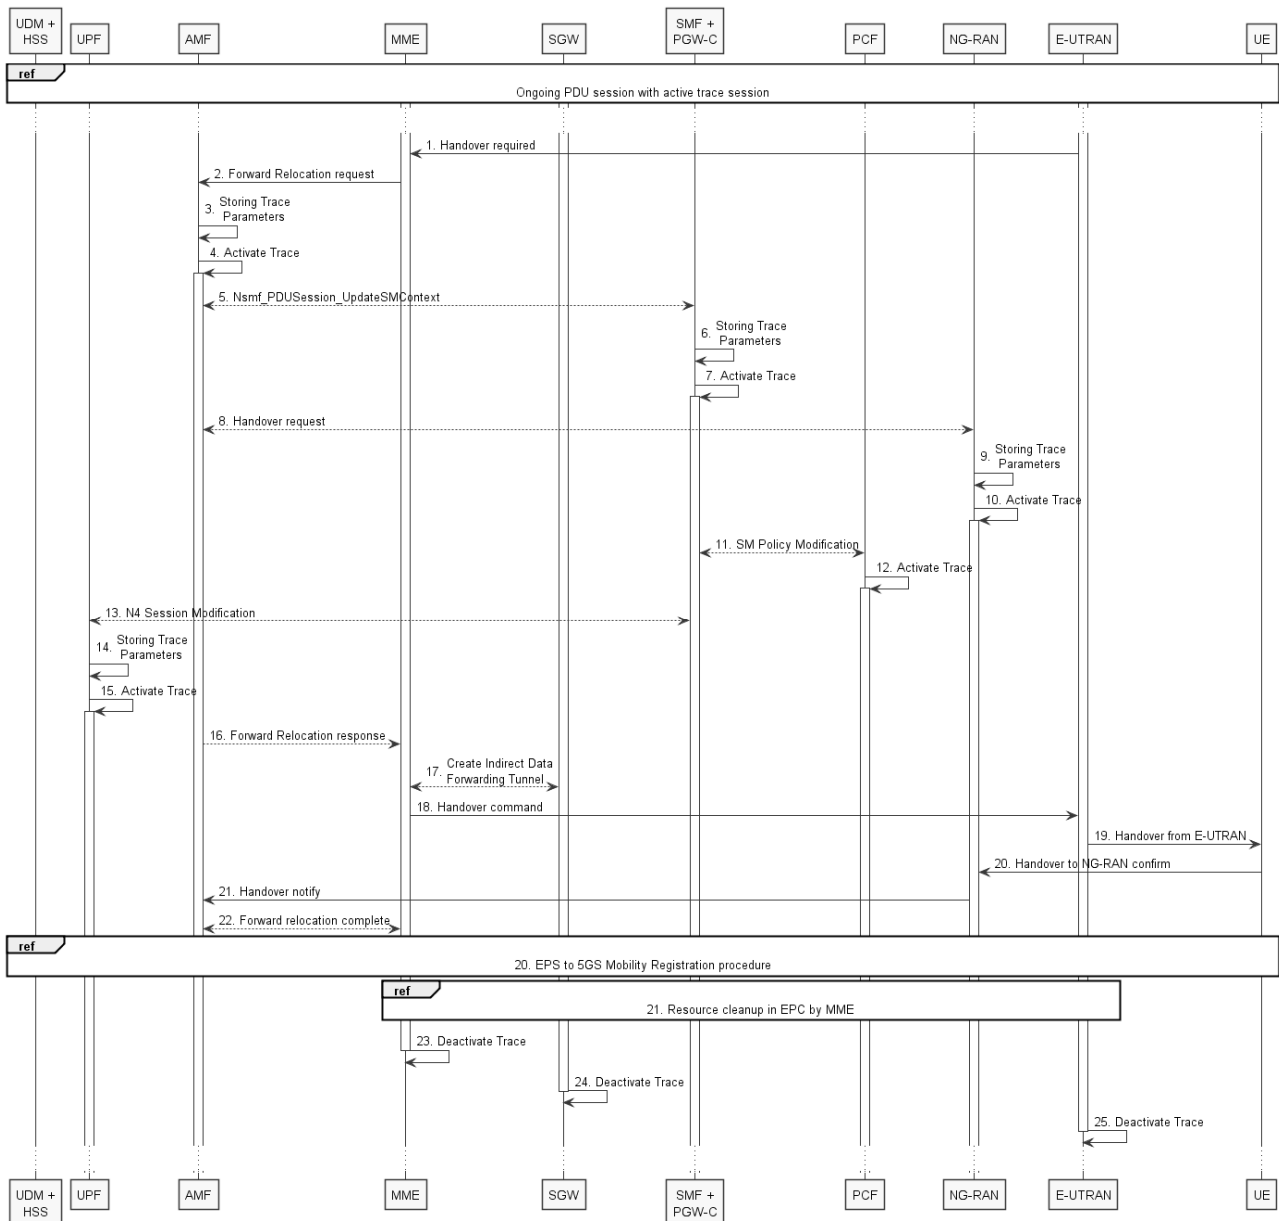 UDM +
HSS
UPF
AMF
MME
SGW
SMF +
PGW-C
PCF
NG-RAN
E-UTRAN
UE
ref
Ongoing PDU session with active trace session
1. Handover required
2. Forward Relocation request
3. Storing Trace
Parameters
4. Activate Trace
5. Nsmf_PDUSession_UpdateSMContext
6. Storing Trace
Parameters
7. Activate Trace
8. Handover request
9. Storing Trace
Parameters
10. Activate Trace
11. SM Policy Modification
12. Activate Trace
13. N4 Session Modification
14. Storing Trace
Parameters
15. Activate Trace
16. Forward Relocation response
17. Create Indirect Data
Forwarding Tunnel
18. Handover command
19. Handover from E-UTRAN
20. Handover to NG-RAN confirm
21. Handover notify
22. Forward relocation complete
ref
20. EPS to 5GS Mobility Registration procedure
ref
21. Resource cleanup in EPC by MME
23. Deactivate Trace
24. Deactivate Trace
25. Deactivate Trace
UDM +
HSS
UPF
AMF
MME
SGW
SMF +
PGW-C
PCF
NG-RAN
E-UTRAN
UE